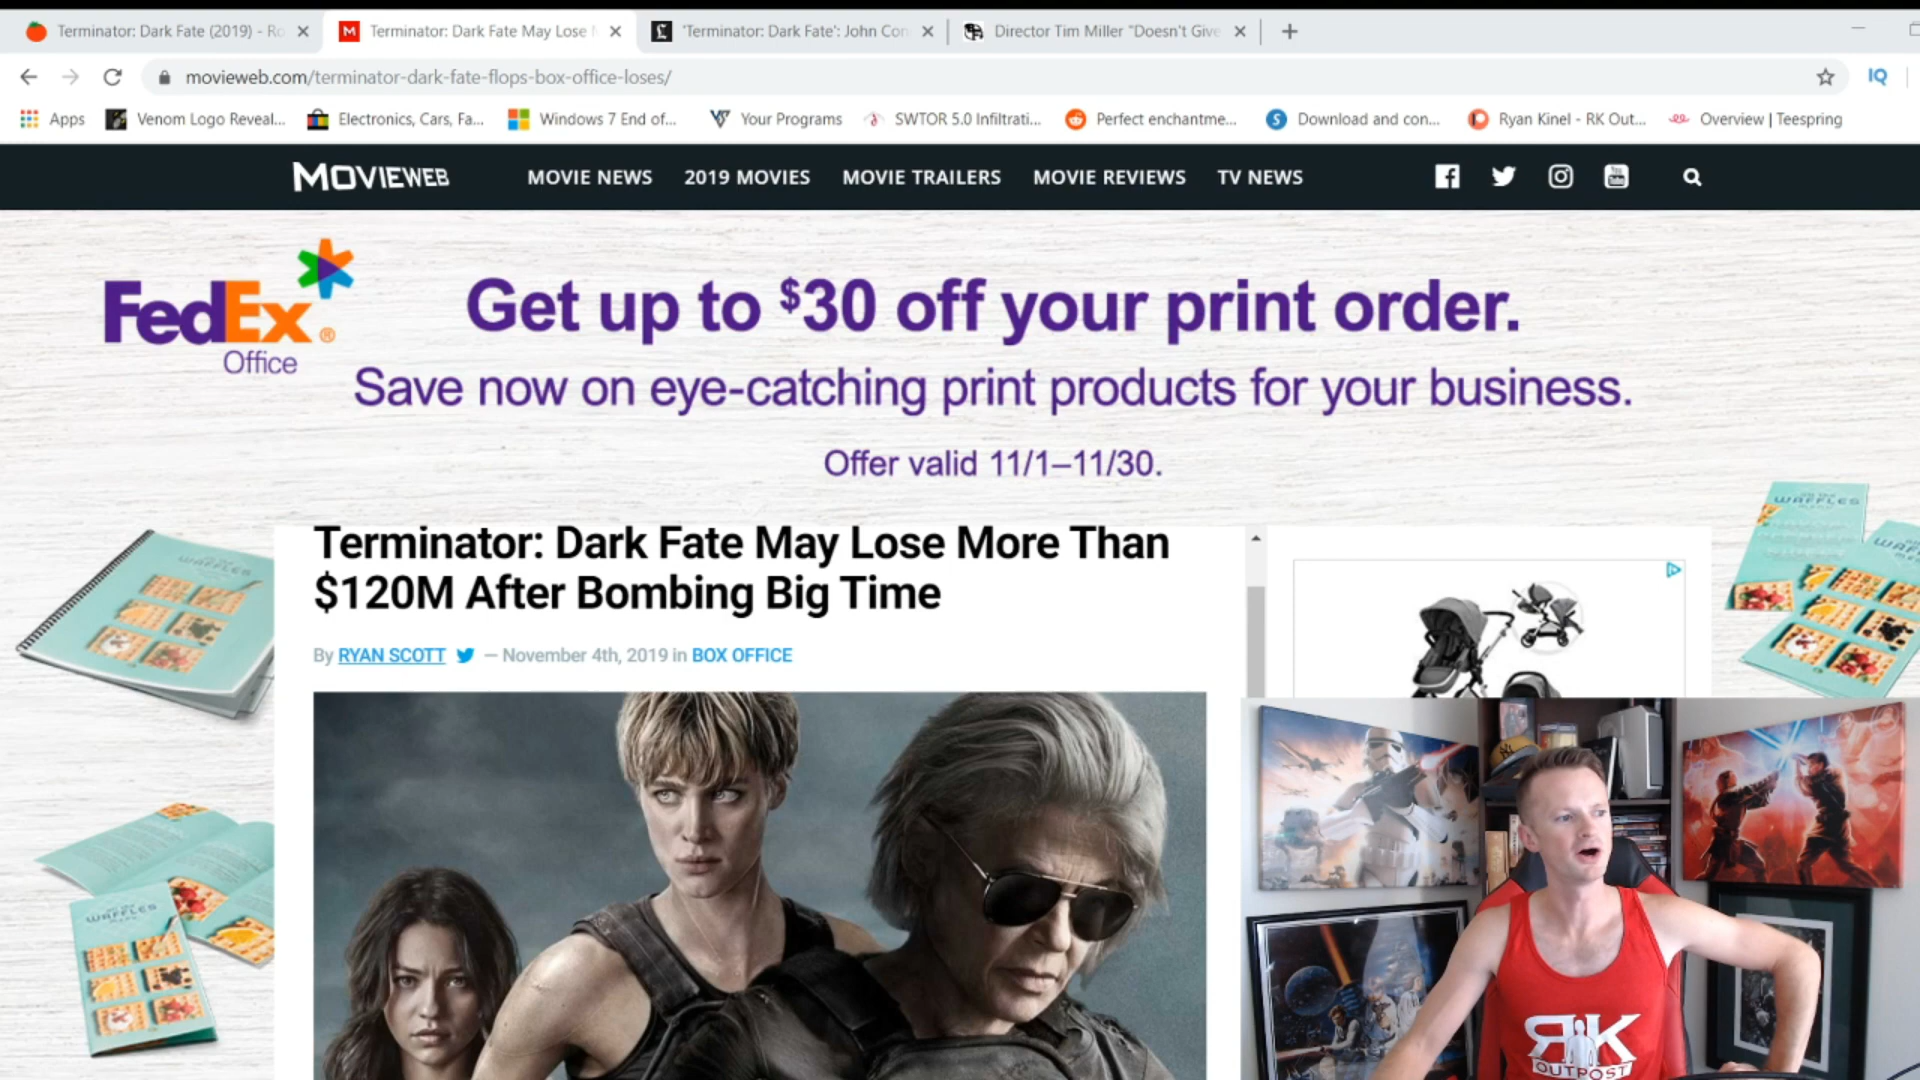 Terminator: Dark Fate (2019) - Ro
Terminator: Dark Fate May Lose
'Terminator: Dark Fate': John Con
Director Tim Miller "Doesn't Give
movieweb.com/terminator-dark-fate-flops-box-office-loses/
IQ
Apps
Venom Logo Reveal...
Electronics, Cars, Fa...
Windows 7 End of...
Your Programs
SWTOR 5.0 Infiltrati...
Perfect enchantme...
Download and con...
Ryan Kinel - RK Out...
Overview | Teespring
MOVIEWEB
MOVIE NEWS
2019 MOVIES
MOVIE TRAILERS
MOVIE REVIEWS
TV NEWS
FedEx®
Office
Get up to $30 off your print order.
Save now on eye-catching print products for your business.
Offer valid 11/1–11/30.
WAFFLES
WAFFLES
Terminator: Dark Fate May Lose More Than
$120M After Bombing Big Time
By RYAN SCOTT — November 4th, 2019 in BOX OFFICE
WAFFLES
RK
OUTPOST